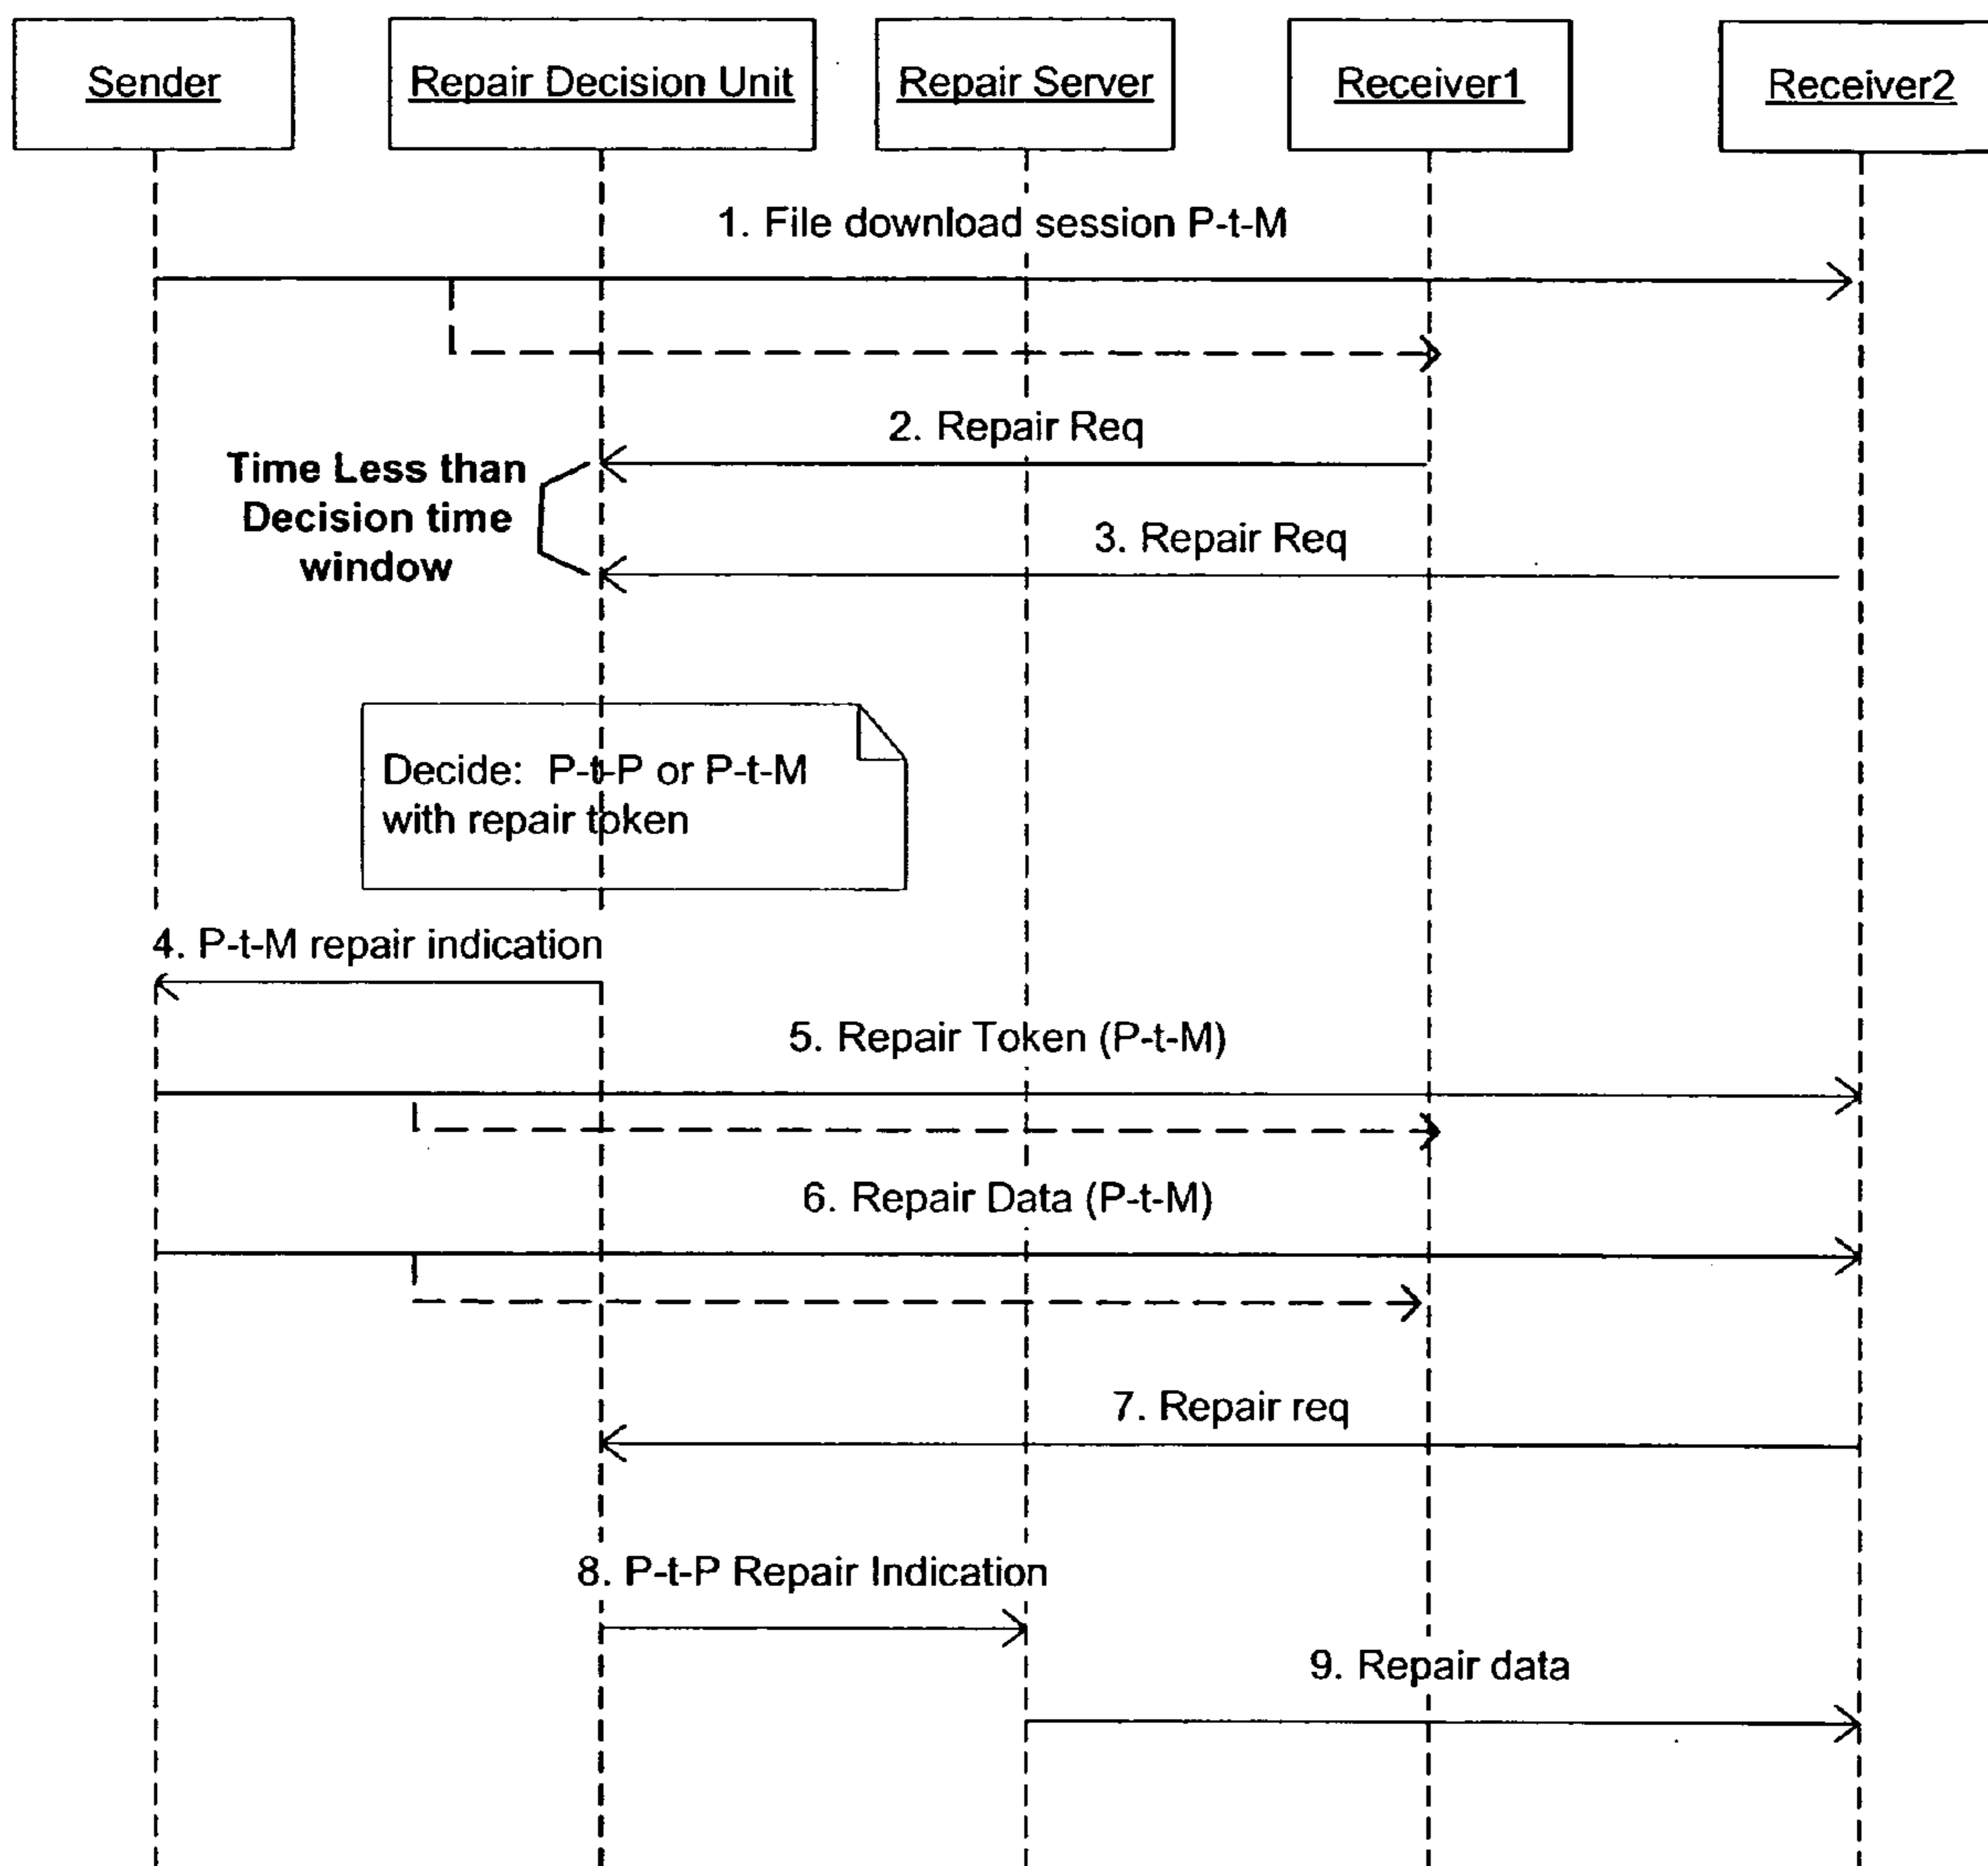 Sender
Repair Decision Unit
Repair Server
Receiver1
Receiver2
1. File download session P-t-M
2. Repair Req
Time Less than
Decision time
window
3. Repair Req
Decide: P-t-P or P-t-M
with repair token
4. P-t-M repair indication
5. Repair Token (P-t-M)
6. Repair Data (P-t-M)
7. Repair req
8. P-t-P Repair Indication
9. Repair data